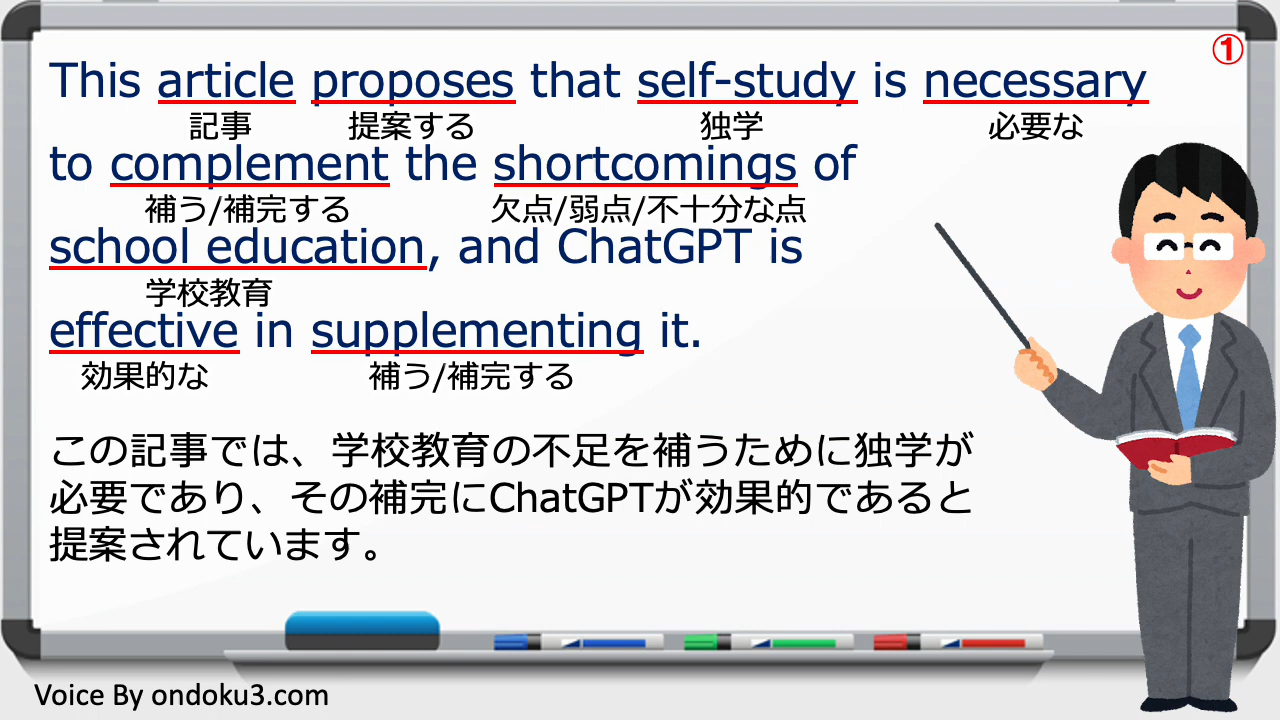 ①
This article proposes that self-study is necessary
記事 提案する 独学 必要な
to complement the shortcomings of
補う/補完する 欠点/弱点/不十分な点
school education, and ChatGPT is
学校教育
effective in supplementing it.
効果的な 補う/補完する
この記事では、学校教育の不足を補うために独学が
必要であり、その補完にChatGPTが効果的であると
提案されています。
Voice By ondoku3.com